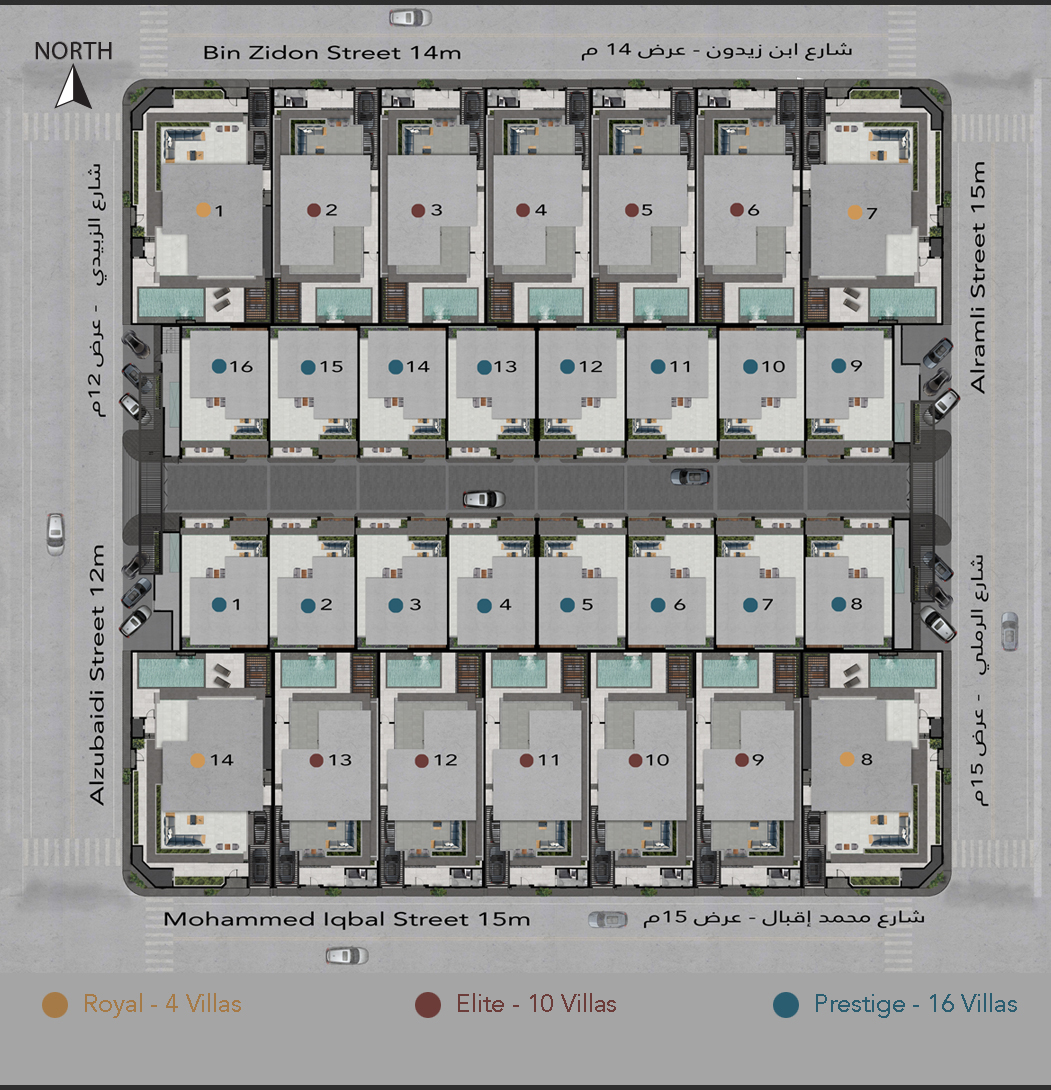 NORTH
Bin Zidon Street 14m
شارع ابن زيدون - عرض 14 م
شارع الزبيدي - عرض 12م
Alramli Street 15m
1
2
3
4
5
6
7
16
15
14
13
12
11
10
9
1
2
3
4
5
6
7
8
Alzubaidi Street 12m
شارع الرملي - عرض 15م
14
13
12
11
10
9
8
Mohammed Iqbal Street 15m
شارع محمد إقبال - عرض 15م
Royal - 4 Villas
Elite - 10 Villas
Prestige - 16 Villas